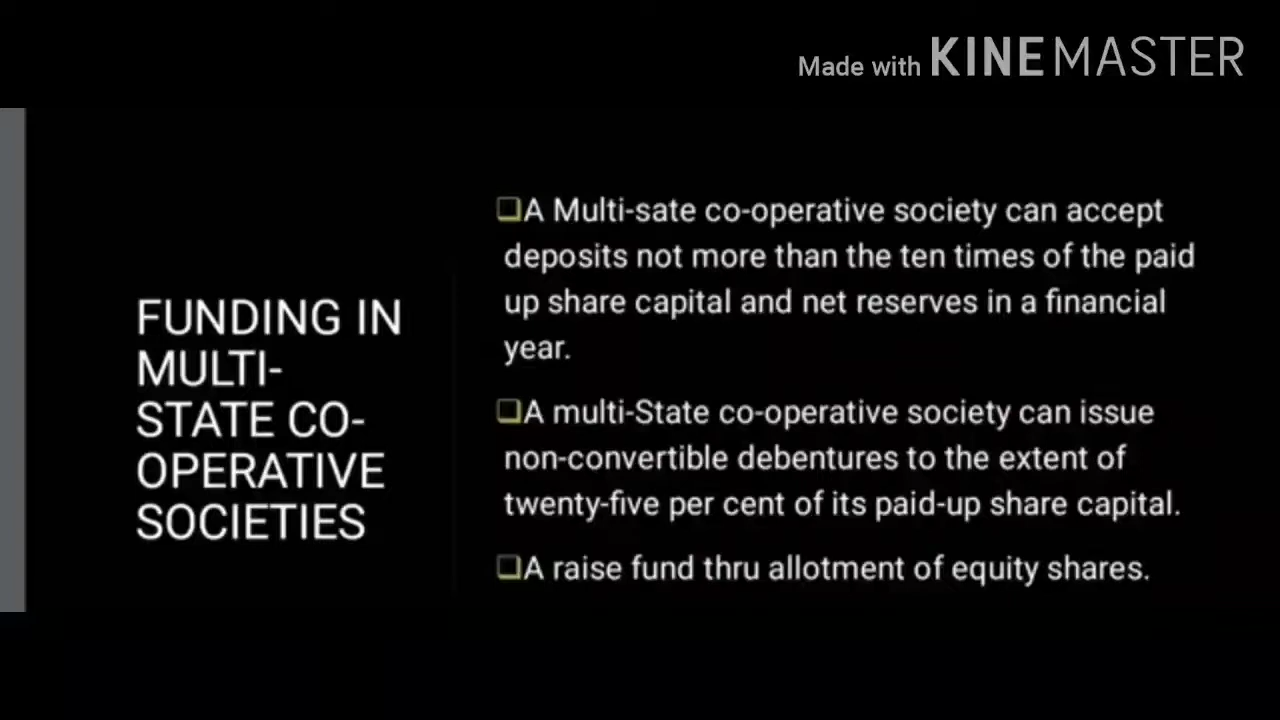 Made with KINEMASTER
FUNDING IN
MULTI-
STATE CO-
OPERATIVE
SOCIETIES
❑A Multi-sate co-operative society can accept
deposits not more than the ten times of the paid
up share capital and net reserves in a financial
year.
❑A multi-State co-operative society can issue
non-convertible debentures to the extent of
twenty-five per cent of its paid-up share capital.
❑A raise fund thru allotment of equity shares.